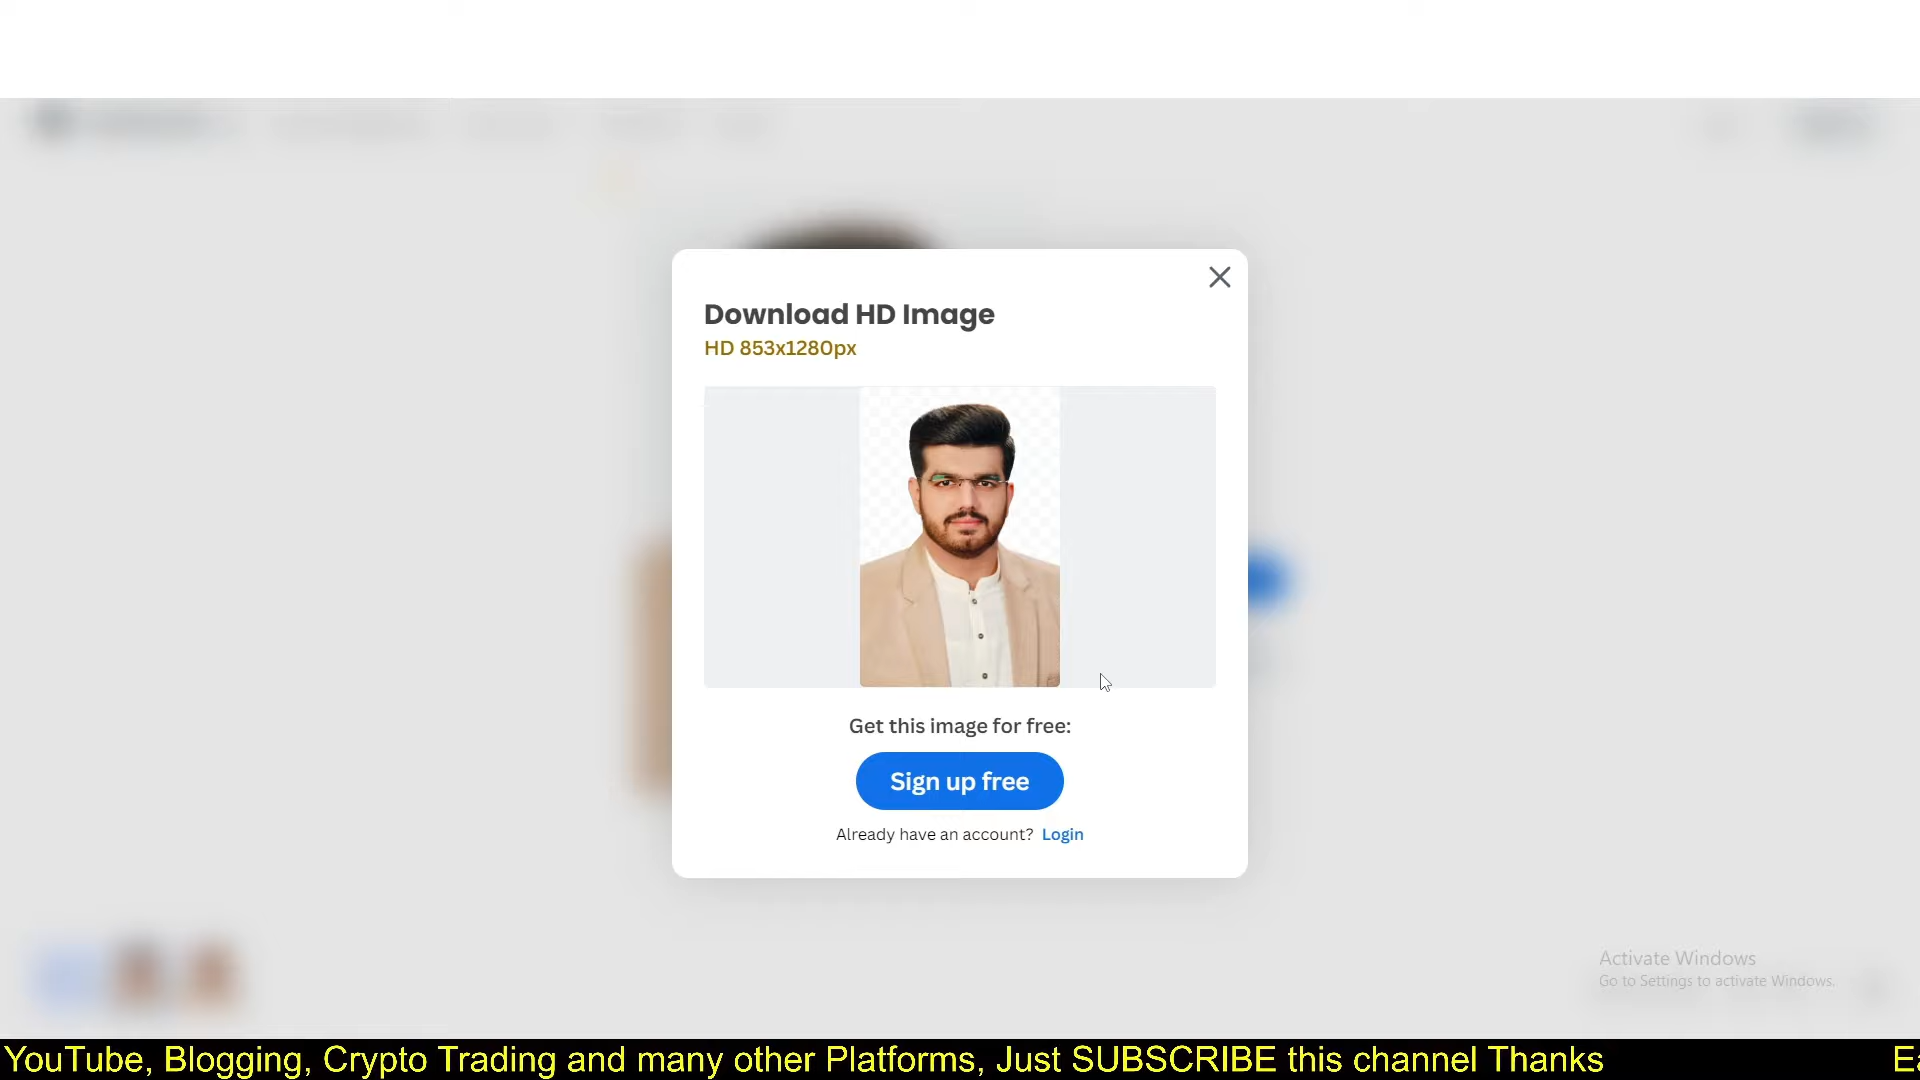 Download HD Image
HD 853x1280px
Get this image for free:
Sign up free
Already have an account? Login
Activate Windows
Go to Settings to activate Windows.
YouTube, Blogging, Crypto Trading and many other Platforms, Just SUBSCRIBE this channel Thanks